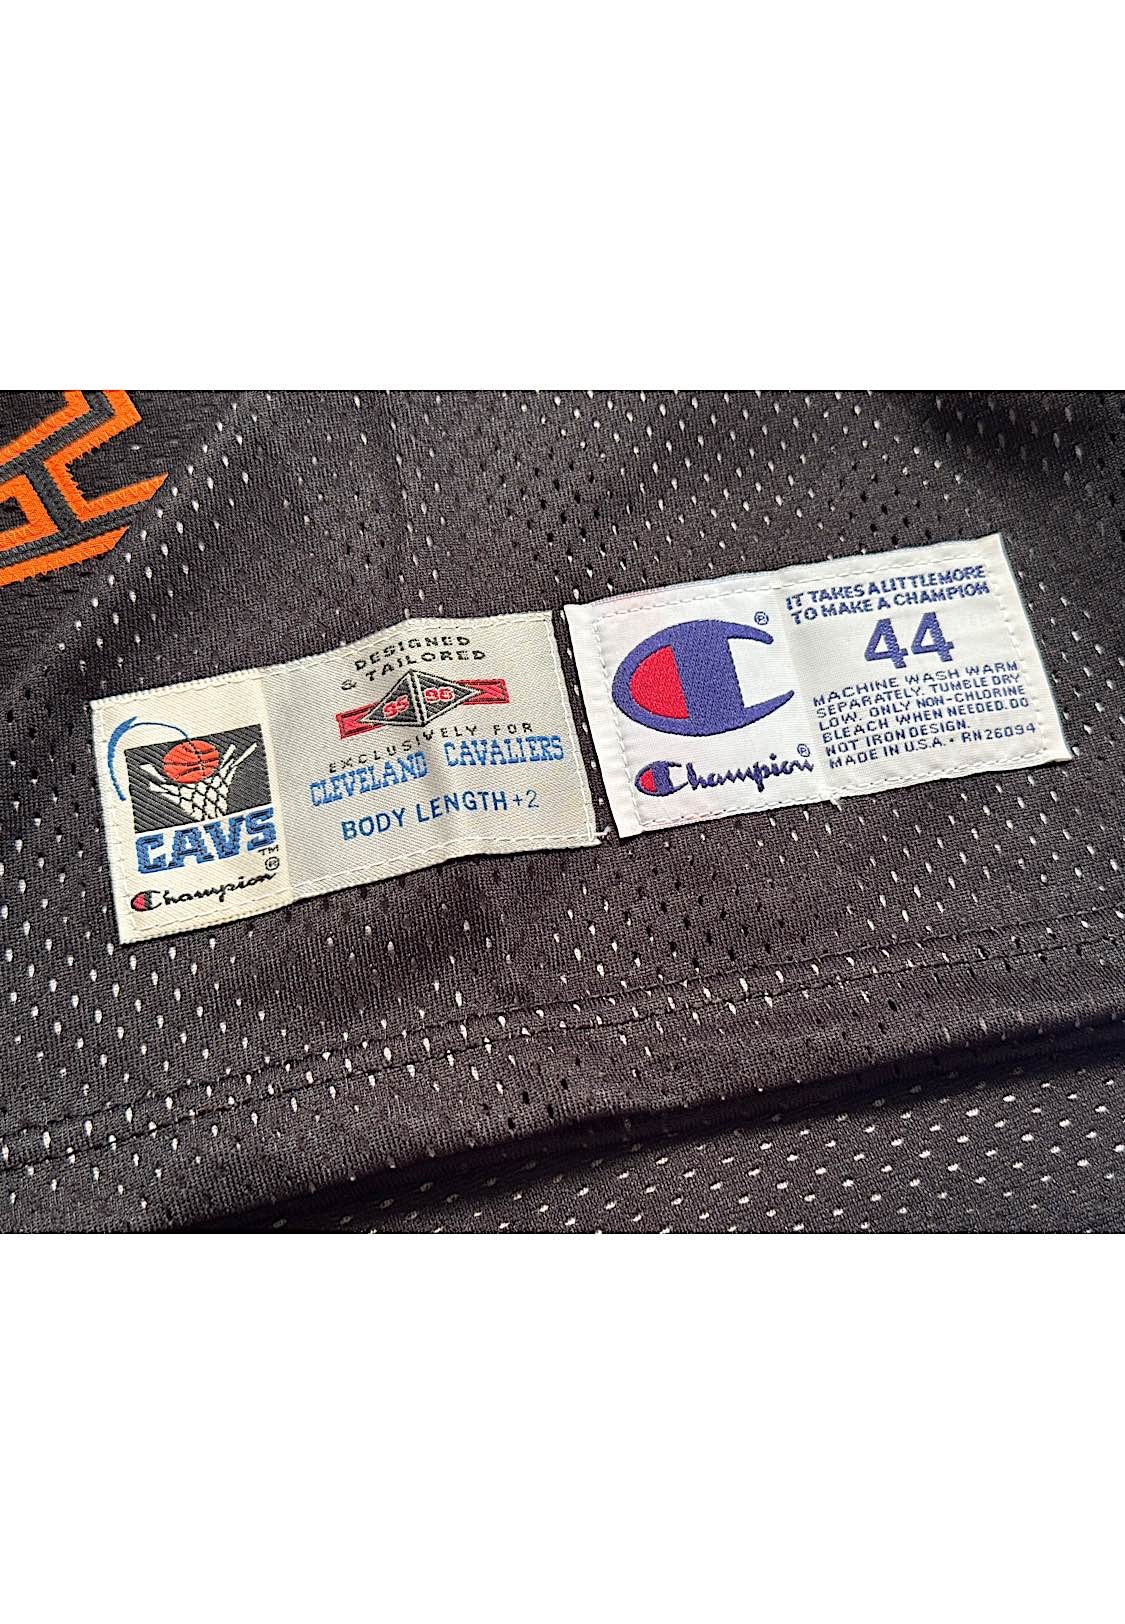 CAVS
TM
Champion®
DESIGNED
& TAILORED
95 96
EXCLUSIVELY FOR
CLEVELAND CAVALIERS
BODY LENGTH +2
®
Champion®
IT TAKES A LITTLE MORE
TO MAKE A CHAMPION
44
MACHINE WASH WARM
SEPARATELY. TUMBLE DRY
LOW. ONLY NON-CHLORINE
BLEACH WHEN NEEDED. DO
NOT IRON DESIGN.
MADE IN U.S.A. • RN26094